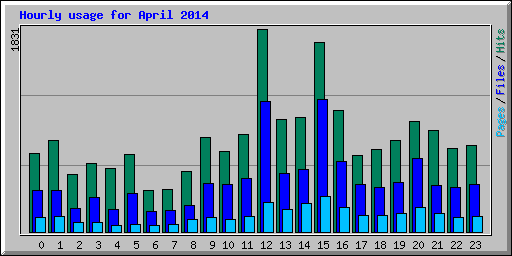 Hourly usage for April 2014
1831
Pages / Files / Hits
0 1 2 3 4 5 6 7 8 9 10 11 12 13 14 15 16 17 18 19 20 21 22 23